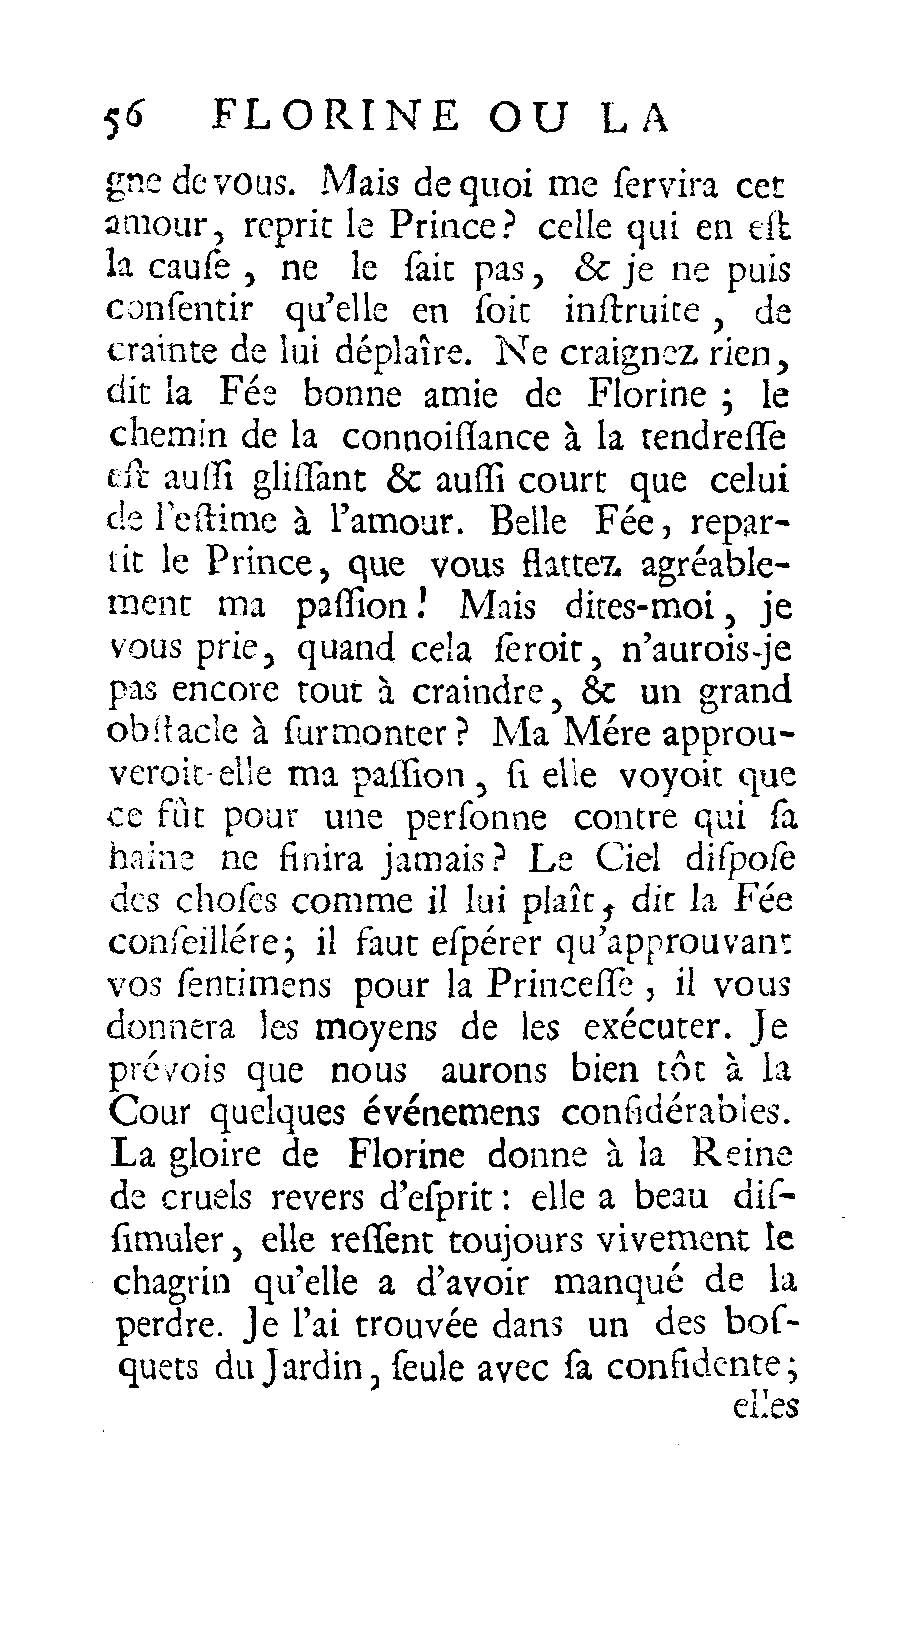 56 FLORINE OU LA
gne de vous. Mais de quoi me ſervira cet
amour, reprit le Prince? celle qui en eſt
la cauſe, ne le ſait pas, & je ne puis
conſentir qu'elle en ſoit inſtruite, de
crainte de lui déplaîre. Ne craignez rien,
dit la Fée bonne amie de Florine; le
chemin de la connoiſſance à la tendreſſe
eſt auſſi gliſſant & auſſi court que celui
de l'eſtime à l'amour. Belle Fée, repar-
tit le Prince, que vous flattez agréable-
ment ma paſſion! Mais dites-moi, je
vous prie, quand cela ſeroit, n'aurois-je
pas encore tout à craindre, & un grand
obſtacle à ſurmonter? Ma Mére approu-
veroit-elle ma paſſion, ſi elle voyoit que
ce fût pour une perſonne contre qui ſa
haine ne finira jamais? Le Ciel diſpoſe
des choſes comme il lui plaît, dit la Fée
conſeillére; il faut eſpérer qu'approuvant
vos ſentimens pour la Princeſſe, il vous
donnera les moyens de les exécuter. Je
prévois que nous aurons bien tôt à la
Cour quelques événemens conſidérables.
La gloire de Florine donne à la Reine
de cruels revers d'eſprit: elle a beau diſ-
ſimuler, elle reſſent toujours vivement le
chagrin qu'elle a d'avoir manqué de la
perdre. Je l'ai trouvée dans un des boſ-
quets du Jardin, ſeule avec ſa confidente;
elles